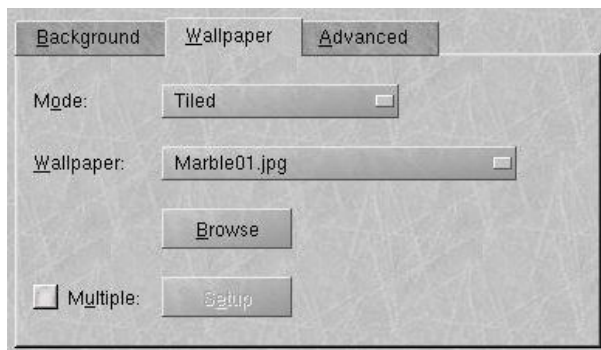 Background Wallpaper Advanced
Mode: Tiled
Wallpaper: Marble01.jpg
Browse
Multiple: Setup